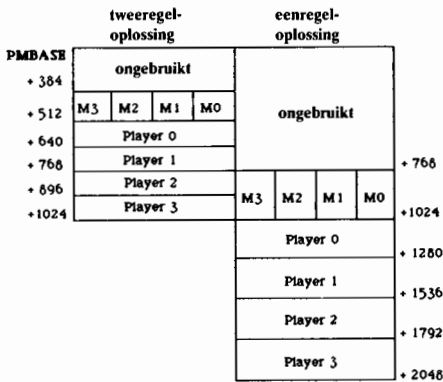 tweeregel-
oplossing
eenregel-
oplossing
PMBASE
ongebruikt
+ 384
M3 M2 M1 M0
+ 512
Player 0
+ 640
Player 1
+ 768
Player 2
+ 896
Player 3
+1024
ongebruikt
+ 768
M3 M2 M1 M0
+1024
Player 0
+ 1280
Player 1
+ 1536
Player 2
+ 1792
Player 3
+ 2048